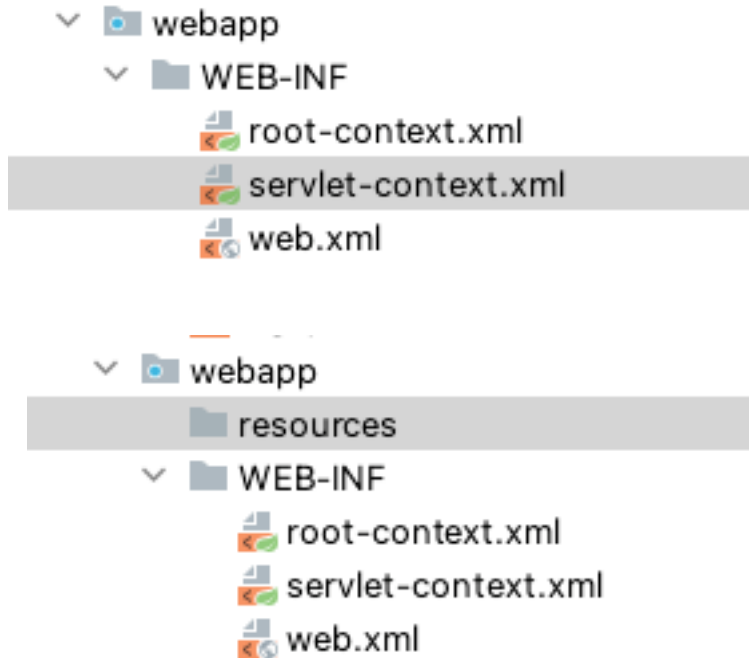 webapp
WEB-INF
root-context.xml
servlet-context.xml
web.xml
webapp
resources
WEB-INF
root-context.xml
servlet-context.xml
web.xml